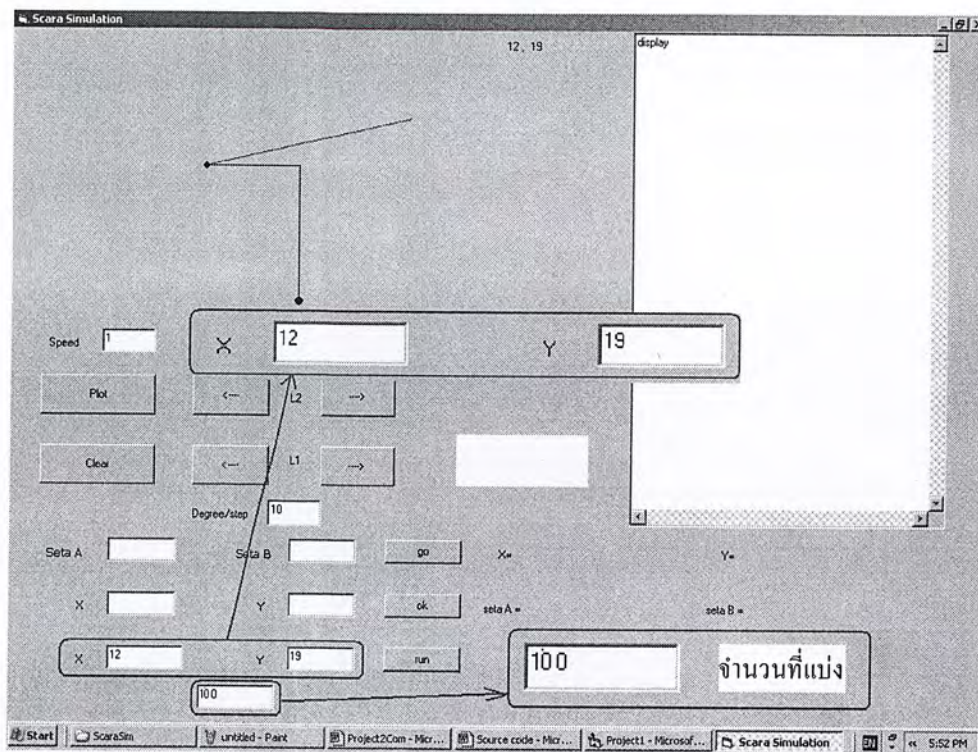 Scara Simulation
12, 19
display
Speed 1
X 12 Y 19
Plot <--- L2 --->
Clear <--- L1 --->
Degree/step 10
Seta A Seta B go X= Y=
X Y ok seta A = seta B =
X 12 Y 19 run
100 จำนวนที่แบ่ง
100
Start ScaraSim untitled - Paint Project2Com - Micr... Source code - Micr... Project1 - Microsof... Scara Simulation EN « 5:52 PM